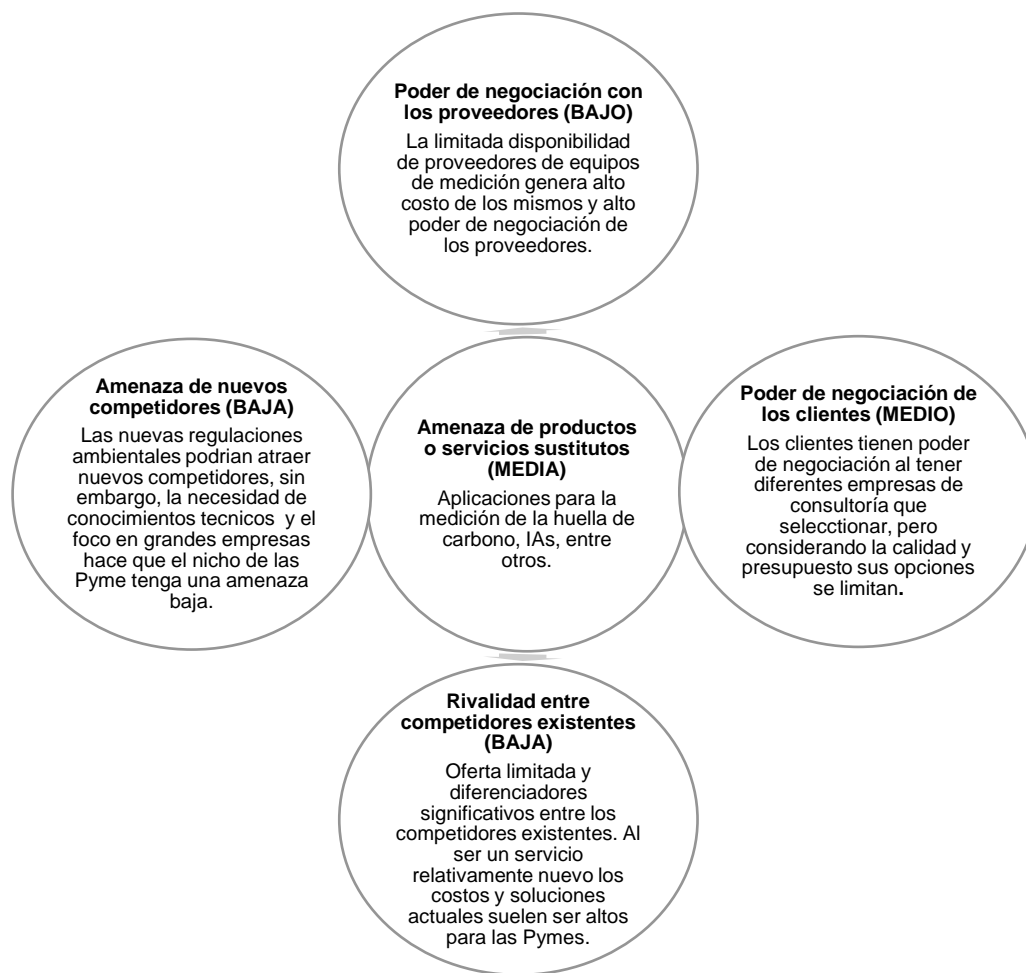 Poder de negociación con
los proveedores (BAJO)
La limitada disponibilidad
de proveedores de equipos
de medición genera alto
costo de los mismos y alto
poder de negociación de
los proveedores.
Amenaza de nuevos
competidores (BAJA)
Las nuevas regulaciones
ambientales podrian atraer
nuevos competidores, sin
embargo, la necesidad de
conocimientos tecnicos y el
foco en grandes empresas
hace que el nicho de las
Pyme tenga una amenaza
baja.
Amenaza de productos
o servicios sustitutos
(MEDIA)
Aplicaciones para la
medición de la huella de
carbono, IAs, entre
otros.
Poder de negociación de
los clientes (MEDIO)
Los clientes tienen poder
de negociación al tener
diferentes empresas de
consultoría que
selecctionar, pero
considerando la calidad y
presupuesto sus opciones
se limitan.
Rivalidad entre
competidores existentes
(BAJA)
Oferta limitada y
diferenciadores
significativos entre los
competidores existentes. Al
ser un servicio
relativamente nuevo los
costos y soluciones
actuales suelen ser altos
para las Pymes.